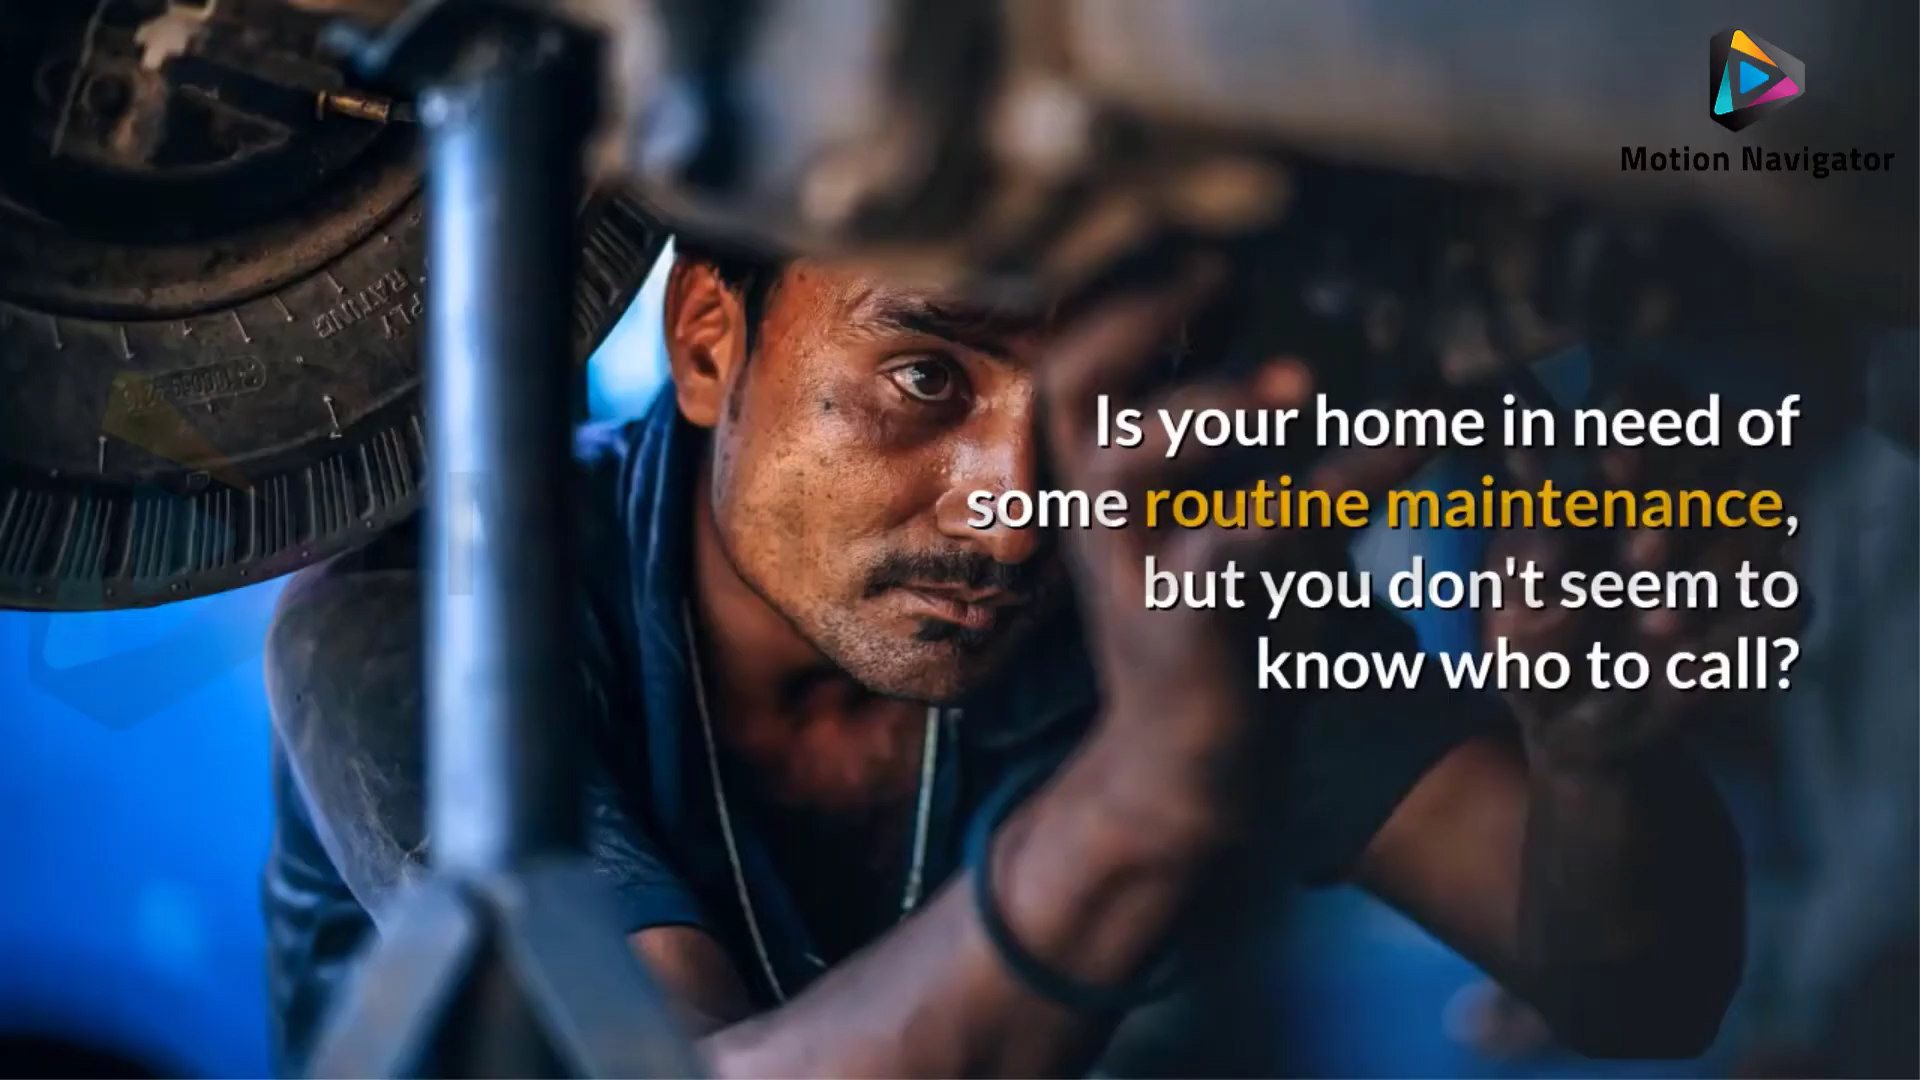 Motion Navigator
PLY
RATING
Is your home in need of
some routine maintenance,
but you don't seem to
know who to call?